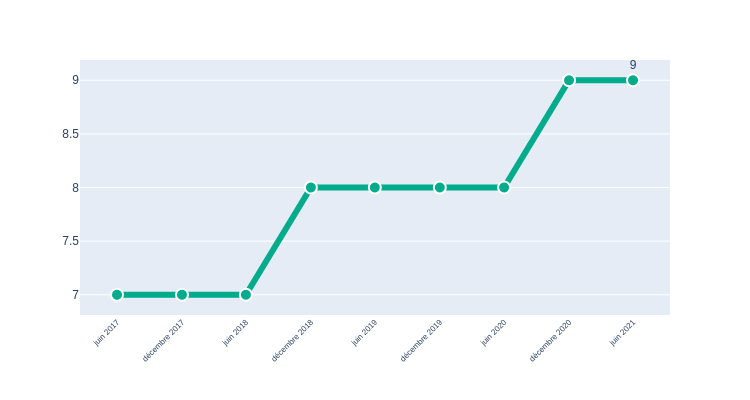 9
9
8.5
8
7.5
7
juin 2017
décembre 2017
juin 2018
décembre 2018
juin 2019
décembre 2019
juin 2020
décembre 2020
juin 2021